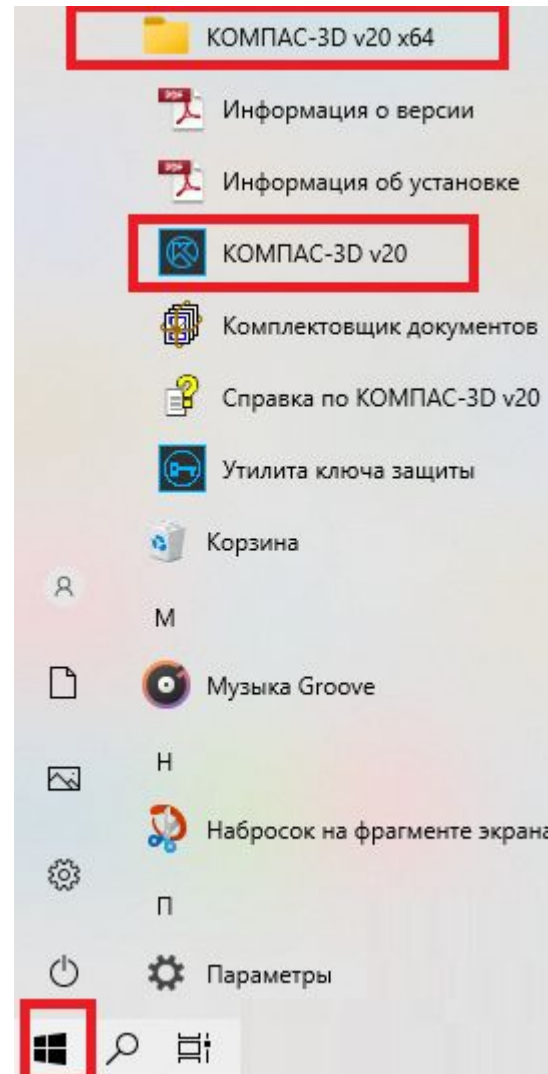 КОМПАС-3D v20 x64
Информация о версии
Информация об установке
КОМПАС-3D v20
Комплектовщик документов
Справка по КОМПАС-3D v20
Утилита ключа защиты
Корзина
М
Музыка Groove
Н
Набросок на фрагменте экрана
П
Параметры